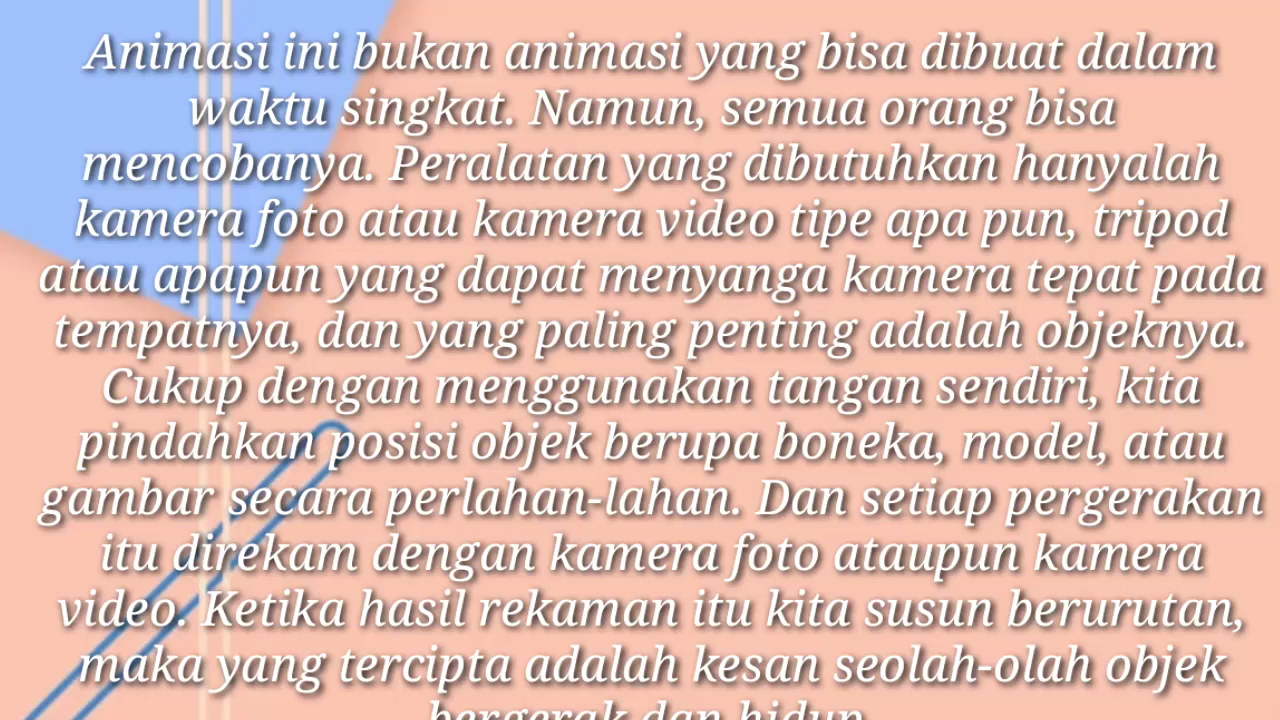 Animasi ini bukan animasi yang bisa dibuat dalam
waktu singkat. Namun, semua orang bisa
mencobanya. Peralatan yang dibutuhkan hanyalah
kamera foto atau kamera video tipe apa pun, tripod
atau apapun yang dapat menyanga kamera tepat pada
tempatnya, dan yang paling penting adalah objeknya.
Cukup dengan menggunakan tangan sendiri, kita
pindahkan posisi objek berupa boneka, model, atau
gambar secara perlahan-lahan. Dan setiap pergerakan
itu direkam dengan kamera foto ataupun kamera
video. Ketika hasil rekaman itu kita susun berurutan,
maka yang tercipta adalah kesan seolah-olah objek
bergerak dan hidup